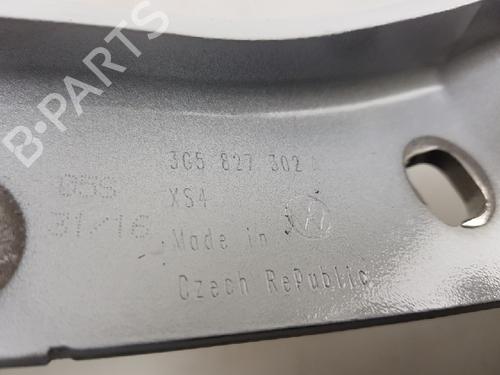 B-PARTS
3G5 827 302
05S
31/16
XS4
Made in
Czech RePublic